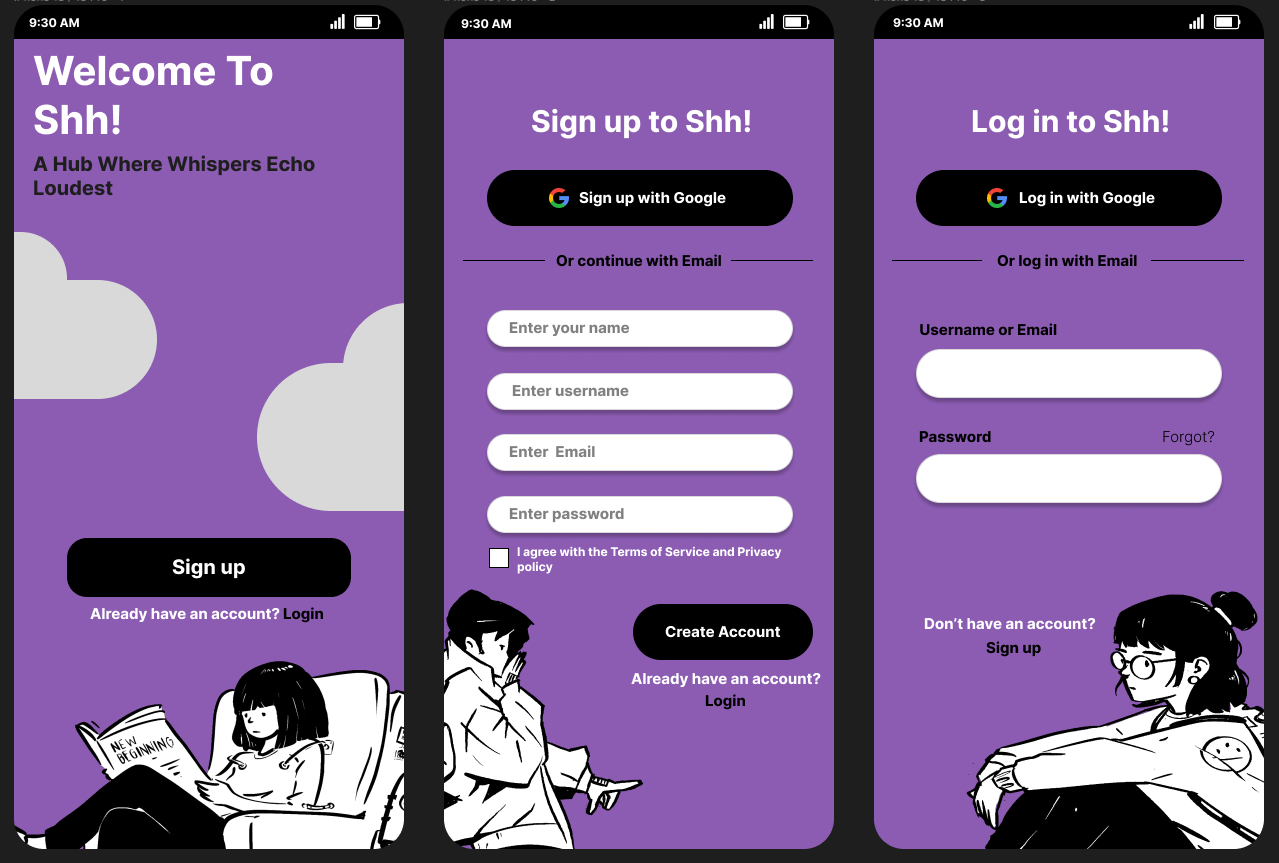 9:30 AM
Welcome To
Shh!
A Hub Where Whispers Echo
Loudest
Sign up
Already have an account? Login
NEW
BEGINNING
9:30 AM
Sign up to Shh!
Sign up with Google
Or continue with Email
Enter your name
Enter username
Enter  Email
Enter password
I agree with the Terms of Service and Privacy
policy
Create Account
Already have an account?
Login
9:30 AM
Log in to Shh!
Log in with Google
Or log in with Email
Username or Email
Password
Forgot?
Don’t have an account?
Sign up